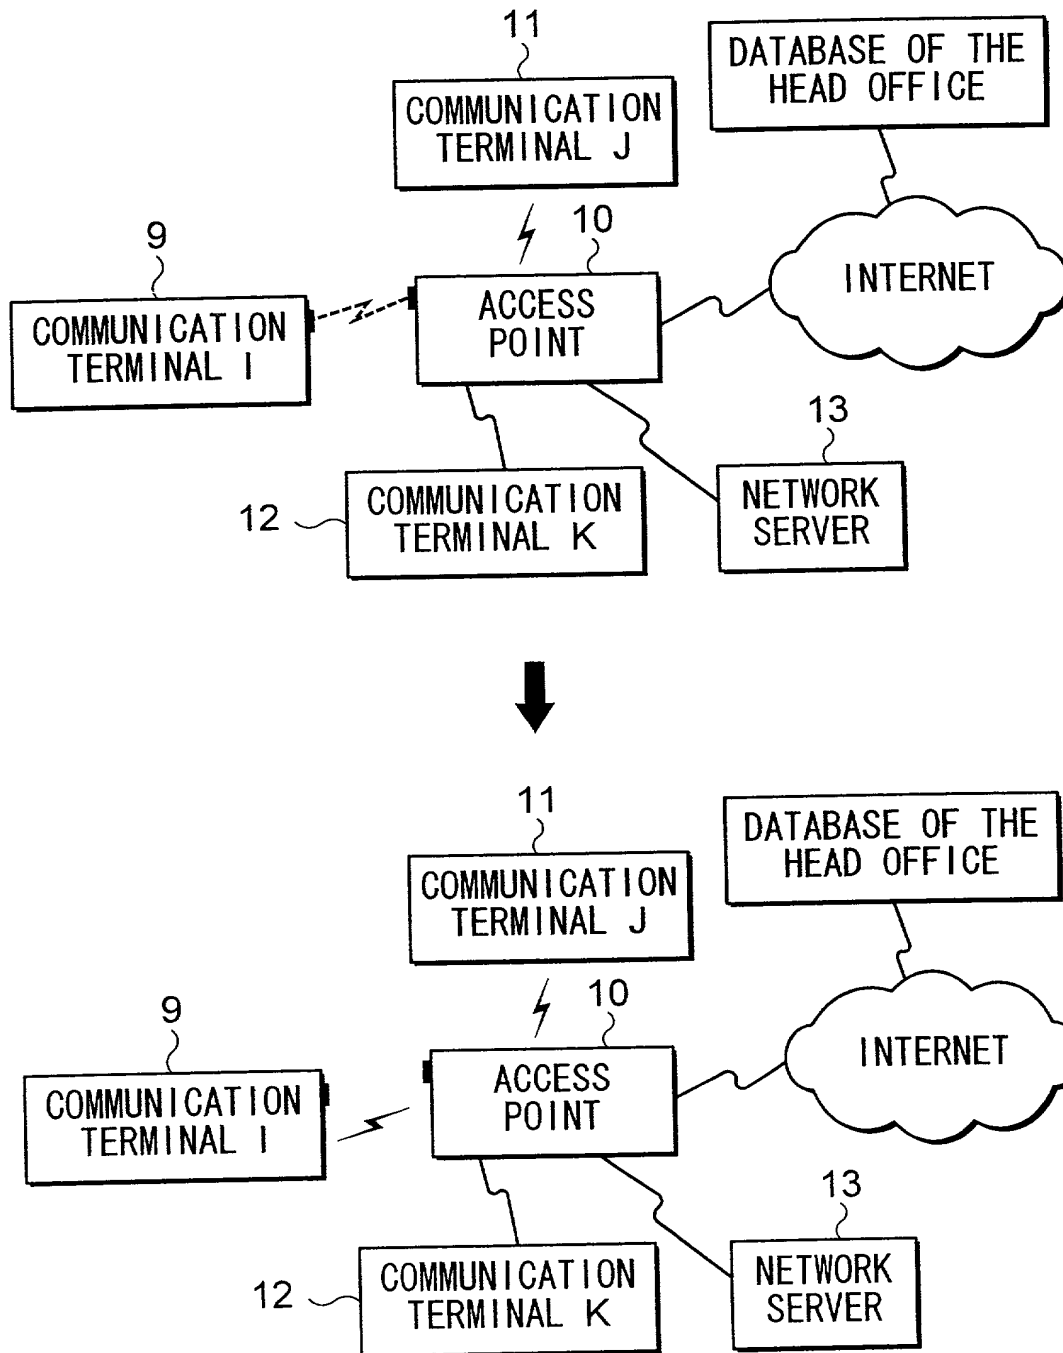 11
DATABASE OF THE
HEAD OFFICE
COMMUNICATION
TERMINAL J
9
10
INTERNET
ACCESS
POINT
COMMUNICATION
TERMINAL I
13
12
COMMUNICATION
TERMINAL K
NETWORK
SERVER
11
DATABASE OF THE
HEAD OFFICE
COMMUNICATION
TERMINAL J
9
10
INTERNET
ACCESS
POINT
COMMUNICATION
TERMINAL I
13
12
COMMUNICATION
TERMINAL K
NETWORK
SERVER